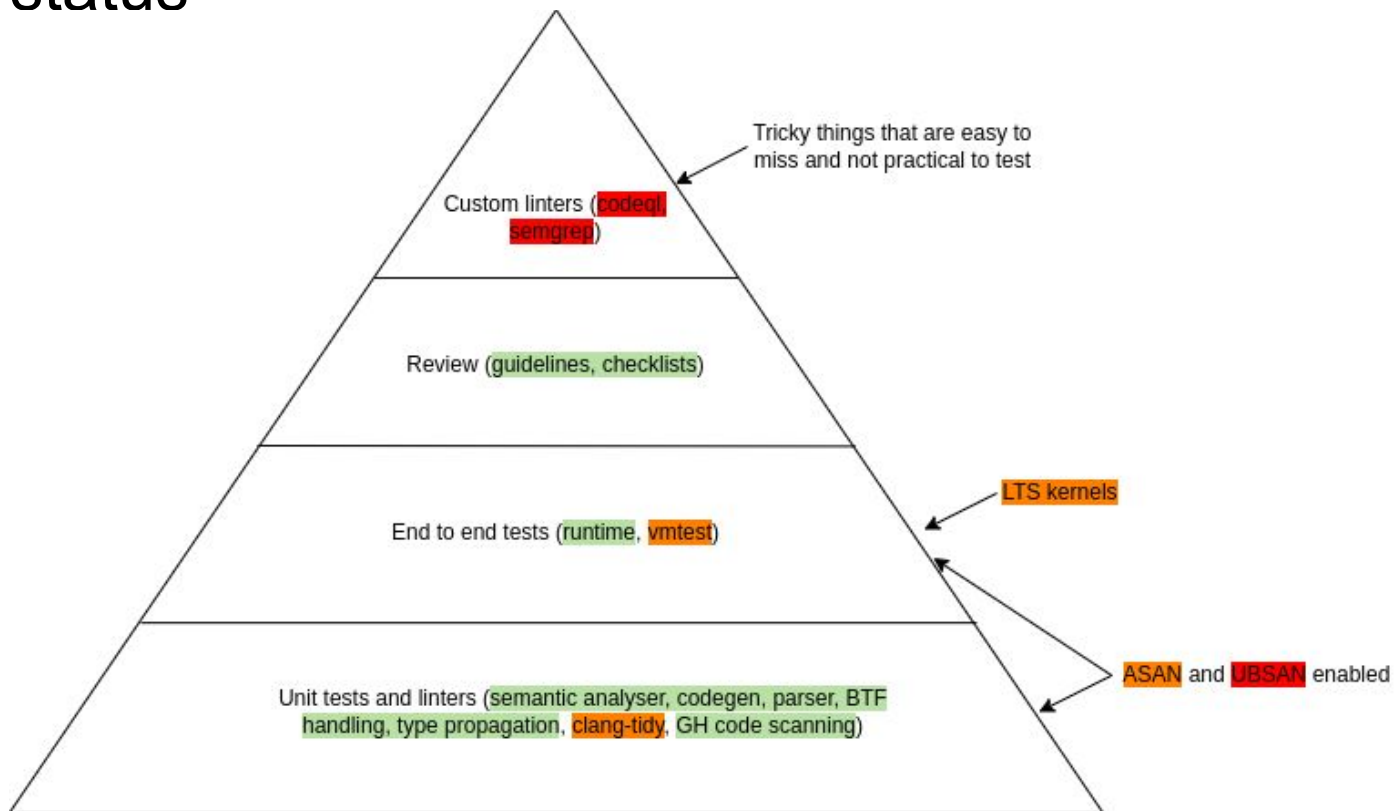 status
Tricky things that are easy to
miss and not practical to test
Custom linters (codeql,
semgrep)
Review (guidelines, checklists)
LTS kernels
End to end tests (runtime, vmtest)
ASAN and UBSAN enabled
Unit tests and linters (semantic analyser, codegen, parser, BTF
handling, type propagation, clang-tidy, GH code scanning)